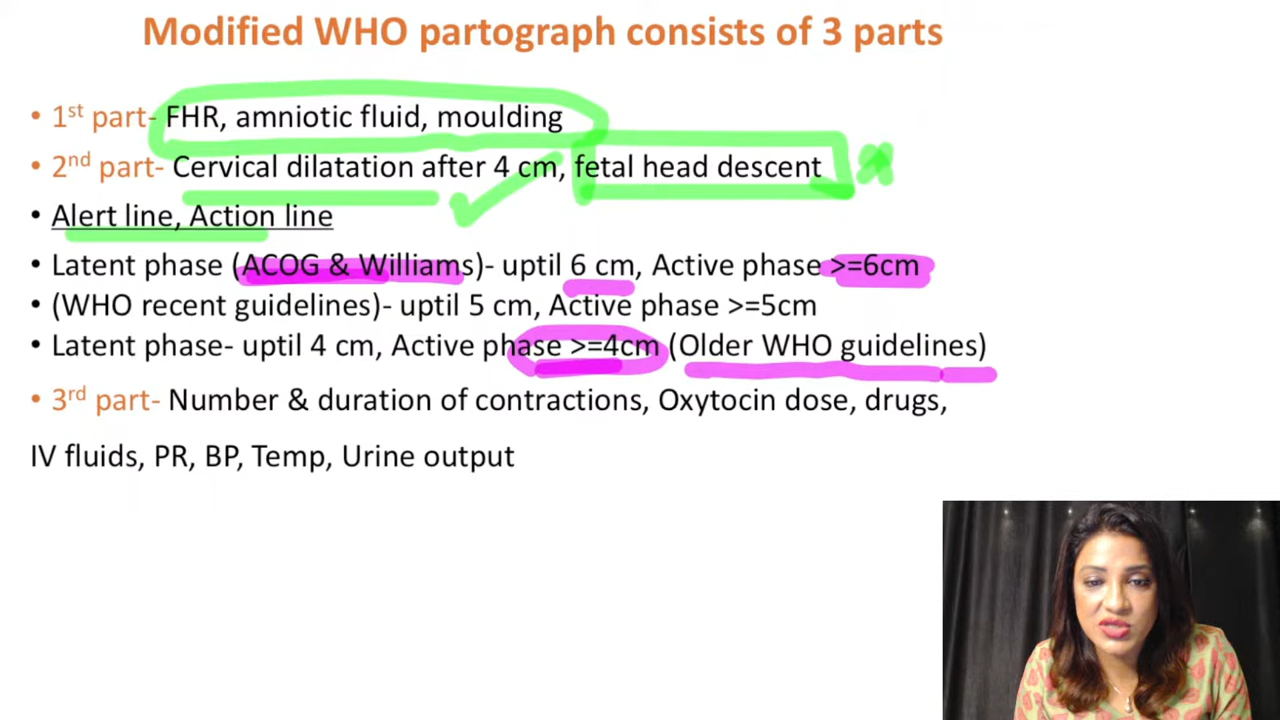 Modified WHO partograph consists of 3 parts
• 1st part- FHR, amniotic fluid, moulding
• 2nd part- Cervical dilatation after 4 cm, fetal head descent
• Alert line, Action line
• Latent phase (ACOG & Williams)- uptil 6 cm, Active phase >=6cm
• (WHO recent guidelines)- uptil 5 cm, Active phase >=5cm
• Latent phase- uptil 4 cm, Active phase >=4cm (Older WHO guidelines)
• 3rd part- Number & duration of contractions, Oxytocin dose, drugs,
IV fluids, PR, BP, Temp, Urine output